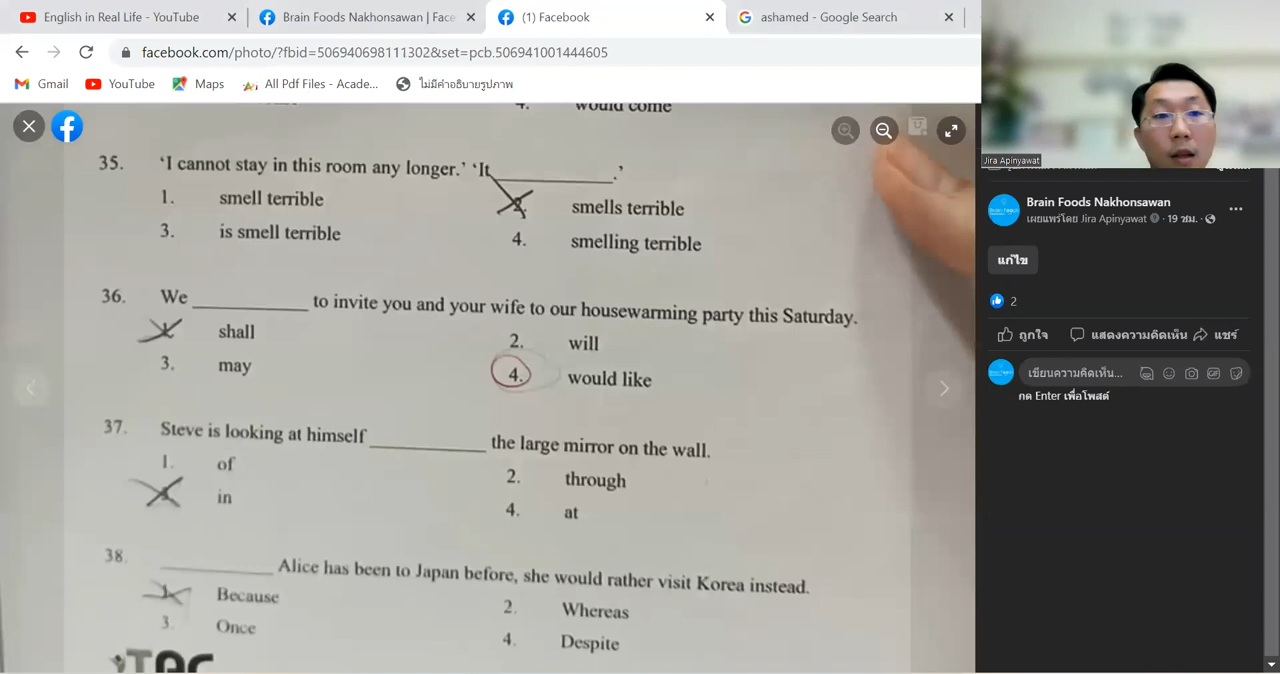 English in Real Life - YouTube
Brain Foods Nakhonsawan | Face
(1) Facebook
ashamed - Google Search
facebook.com/photo/?fbid=506940698111302&set=pcb.506941001444605
Gmail
YouTube
Maps
All Pdf Files - Acade...
ไม่มีคำอธิบายรูปภาพ
4. would come
35. ‘I cannot stay in this room any longer.’ ‘It ____________.’
1. smell terrible
2. smells terrible
3. is smell terrible
4. smelling terrible
36. We ____________ to invite you and your wife to our housewarming party this Saturday.
1. shall
2. will
3. may
4. would like
37. Steve is looking at himself ____________ the large mirror on the wall.
1. of
2. through
in
4. at
38. ____________ Alice has been to Japan before, she would rather visit Korea instead.
1. Because
2. Whereas
3. Once
4. Despite
TAC
Jira Apinyawat
Brain Foods Nakhonsawan
เผยแพร่โดย Jira Apinyawat · 19 ชม. ·
แก้ไข
2
ถูกใจ
แสดงความคิดเห็น
แชร์
เขียนความคิดเห็น...
กด Enter เพื่อโพสต์